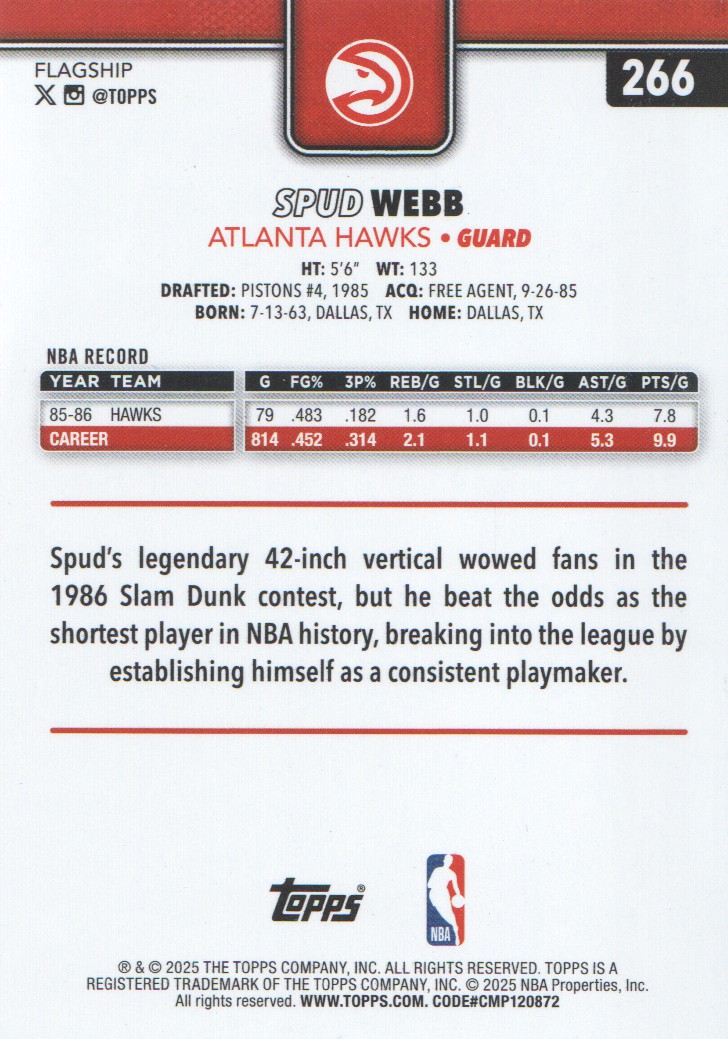 FLAGSHIP
X @TOPPS
266
SPUD WEBB
ATLANTA HAWKS • GUARD
HT: 5'6" WT: 133
DRAFTED: PISTONS #4, 1985 ACQ: FREE AGENT, 9-26-85
BORN: 7-13-63, DALLAS, TX HOME: DALLAS, TX
NBA RECORD
YEAR TEAM G FG% 3P% REB/G STL/G BLK/G AST/G PTS/G
85-86 HAWKS 79 .483 .182 1.6 1.0 0.1 4.3 7.8
CAREER 814 .452 .314 2.1 1.1 0.1 5.3 9.9
Spud's legendary 42-inch vertical wowed fans in the
1986 Slam Dunk contest, but he beat the odds as the
shortest player in NBA history, breaking into the league by
establishing himself as a consistent playmaker.
TOPPS®
NBA
® & © 2025 THE TOPPS COMPANY, INC. ALL RIGHTS RESERVED. TOPPS IS A
REGISTERED TRADEMARK OF THE TOPPS COMPANY, INC. © 2025 NBA Properties, Inc.
All rights reserved. WWW.TOPPS.COM. CODE#CMP120872